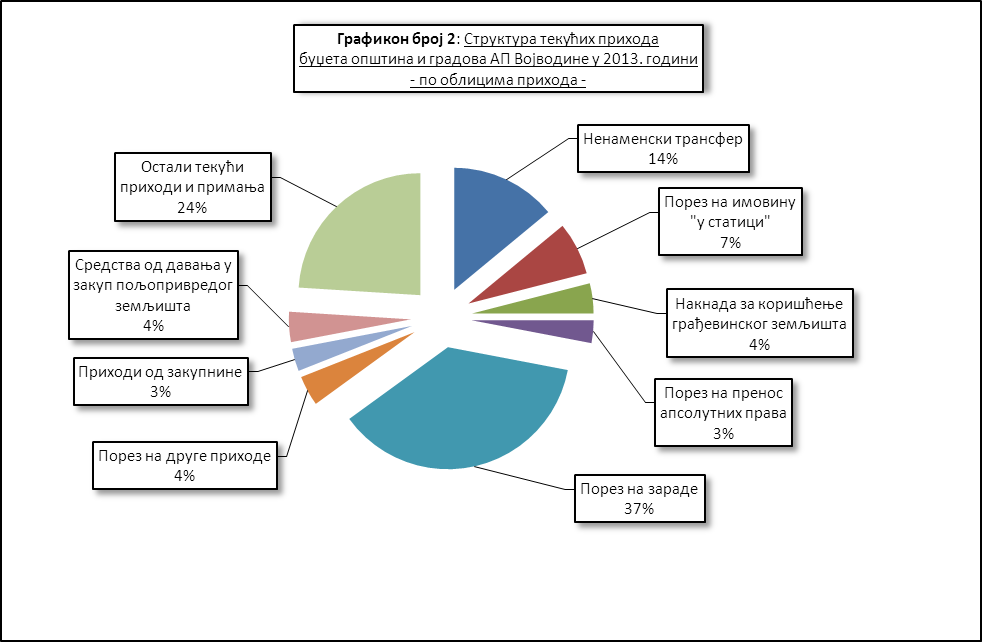 Графикон број 2: Структура текућих прихода
буџета општина и градова АП Војводине у 2013. години
- по облицима прихода -
Ненаменски трансфер
14%
Порез на имовину
"у статици"
7%
Накнада за коришћење
грађевинског земљишта
4%
Порез на пренос
апсолутних права
3%
Порез на зараде
37%
Порез на друге приходе
4%
Приходи од закупнине
3%
Средства од давања у
закуп пољопривредог
земљишта
4%
Остали текући
приходи и примања
24%